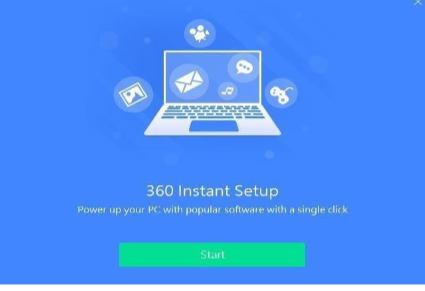 360 Instant Setup
Power up your PC with popular software with a single click
Start